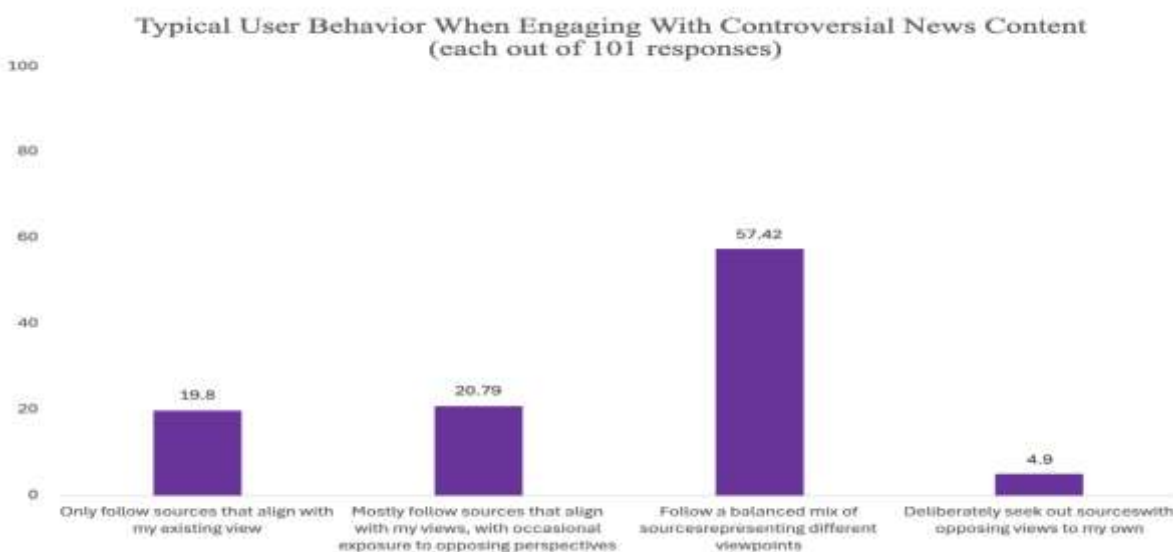 Typical User Behavior When Engaging With Controversial News Content
(each out of 101 responses)
100
80
60
40
20
0
19.8
20.79
57.42
4.9
Only follow sources that align with
my existing view
Mostly follow sources that align
with my views, with occasional
exposure to opposing perspectives
Follow a balanced mix of
sourcesrepresenting different
viewpoints
Deliberately seek out sourceswith
opposing views to my own